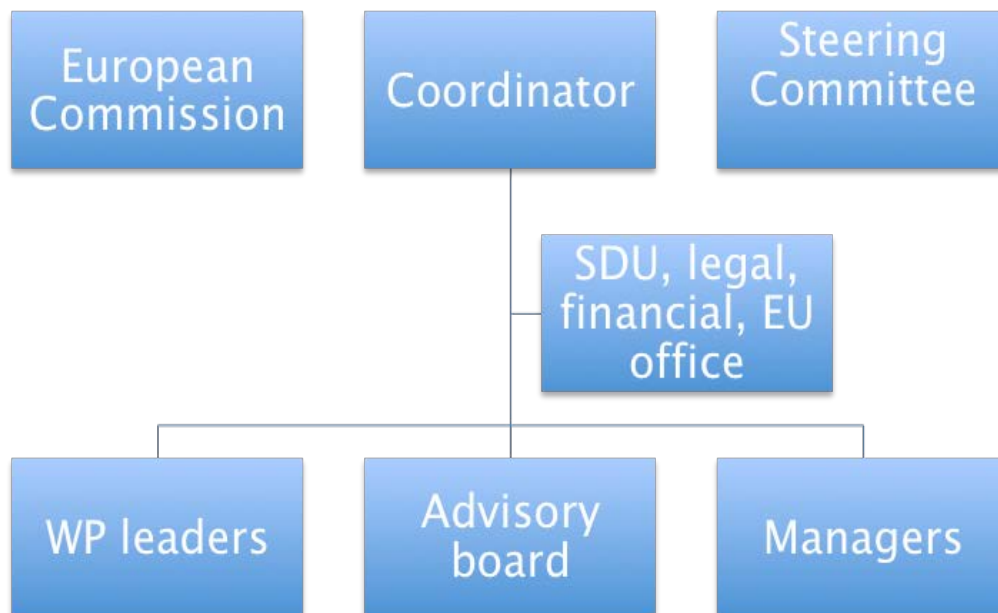 European
Commission
Coordinator
Steering
Committee
SDU, legal,
financial, EU
office
WP leaders
Advisory
board
Managers